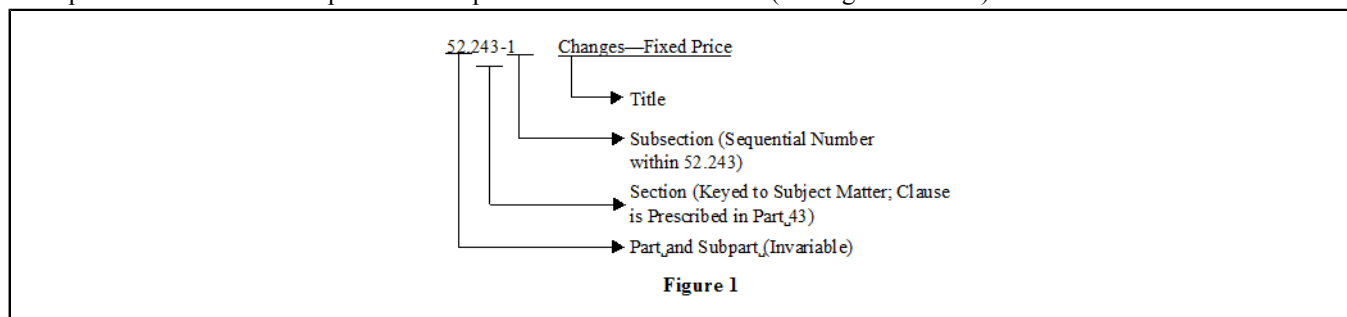 52.243-1 Changes—Fixed Price
Title
Subsection (Sequential Number
within 52.243)
Section (Keyed to Subject Matter; Clause
is Prescribed in Part 43)
Part and Subpart (Invariable)
Figure 1